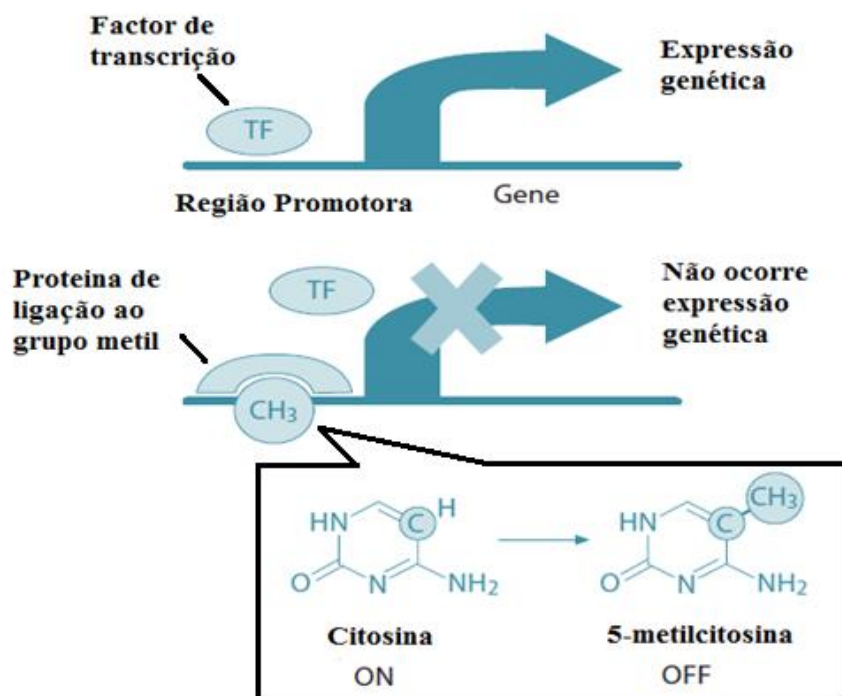 Factor de
transcrição
TF
Expressão
genética
Região Promotora
Gene
Proteina de
ligação ao
grupo metil
TF
Não ocorre
expressão
genética
CH3
HN
C
H
O
N
NH2
Citosina
ON
HN
C
CH3
O
N
NH2
5-metilcitosina
OFF